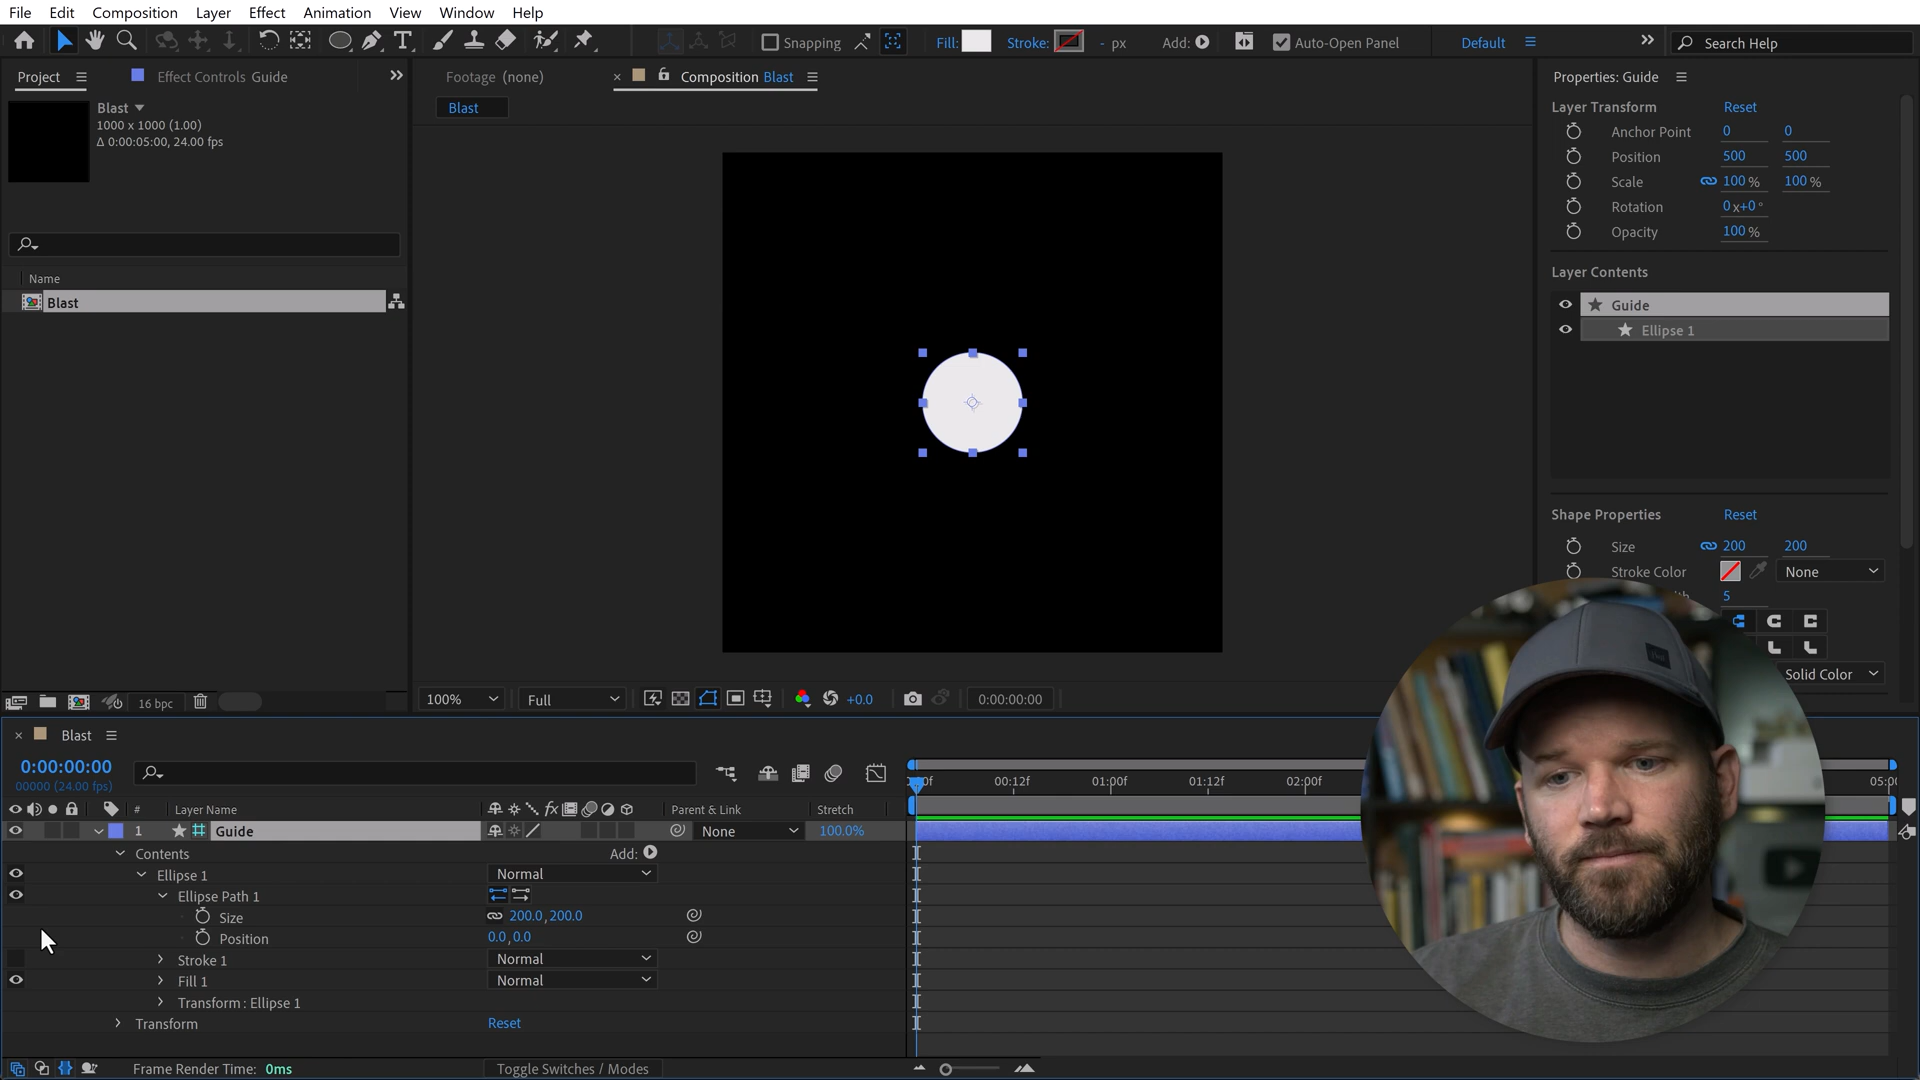 File Edit Composition Layer Effect Animation View Window Help
Snapping Fill: Stroke: - px Add: Auto-Open Panel Default Search Help
Project Effect Controls Guide Footage (none) Composition Blast Properties: Guide
Blast
1000 x 1000 (1.00)
Δ 0:00:05:00, 24.00 fps
Name
Blast
16 bpc
Blast
100% Full +0.0 0:00:00:00
Layer Transform Reset
Anchor Point 0 0
Position 500 500
Scale 100 % 100 %
Rotation 0x+0°
Opacity 100 %
Layer Contents
Guide
Ellipse 1
Shape Properties Reset
Size 200 200
Stroke Color None
5
Solid Color
Blast
0:00:00:00
00000 (24.00 fps)
00:12f 01:00f 01:12f 02:00f
# Layer Name Parent & Link Stretch
1 Guide None 100.0%
Contents Add:
Ellipse 1 Normal
Ellipse Path 1
Size 200.0,200.0
Position 0.0,0.0
Stroke 1 Normal
Fill 1 Normal
Transform : Ellipse 1
Transform Reset
Frame Render Time: 0ms Toggle Switches / Modes